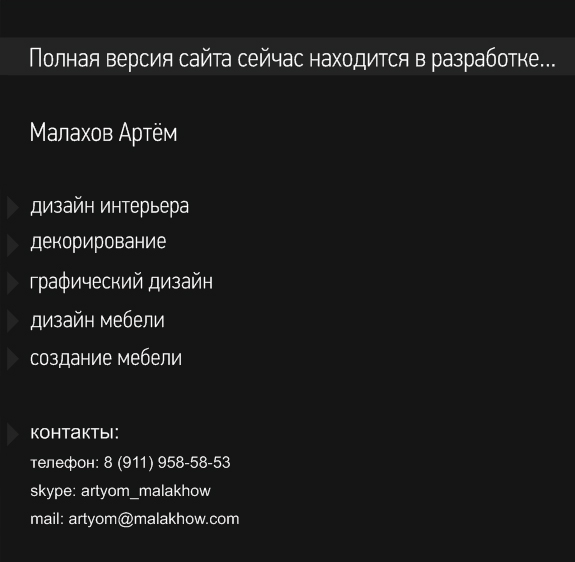 Полная версия сайта сейчас находится в разработке...
Малахов Артём
дизайн интерьера
декорирование
графический дизайн
дизайн мебели
создание мебели
контакты:
телефон: 8 (911) 958-58-53
skype: artyom_malakhow
mail: artyom@malakhow.com